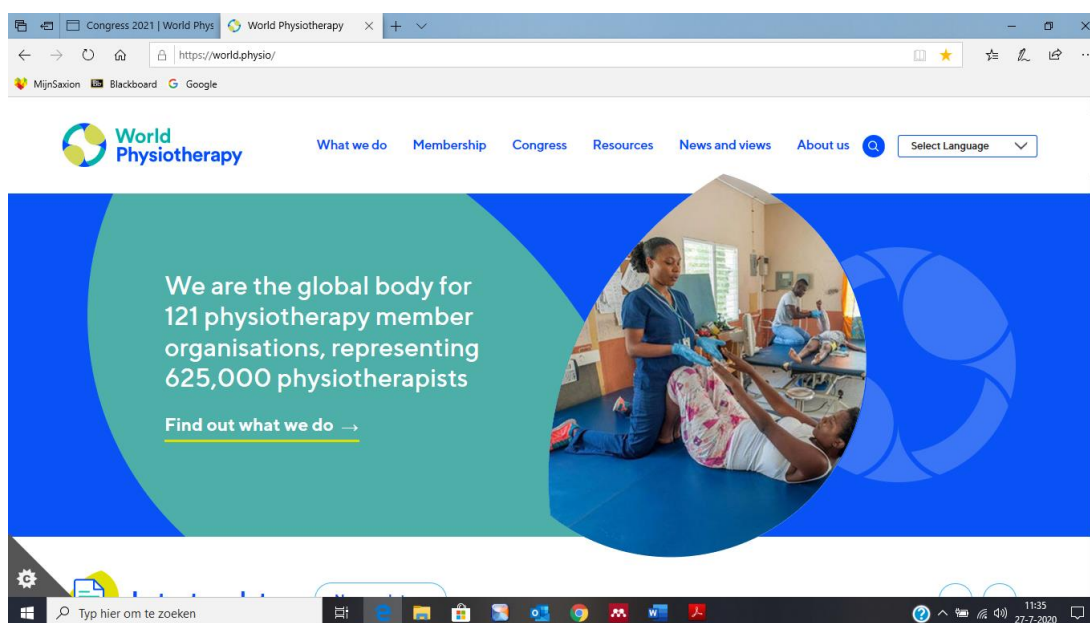 Congress 2021 | World Phys
World Physiotherapy
https://world.physio/
MijnSaxion
Bb
Blackboard
G Google
World
Physiotherapy
What we do
Membership
Congress
Resources
News and views
About us
Select Language
We are the global body for
121 physiotherapy member
organisations, representing
625,000 physiotherapists
Find out what we do →
Typ hier om te zoeken
11:35
27-7-2020